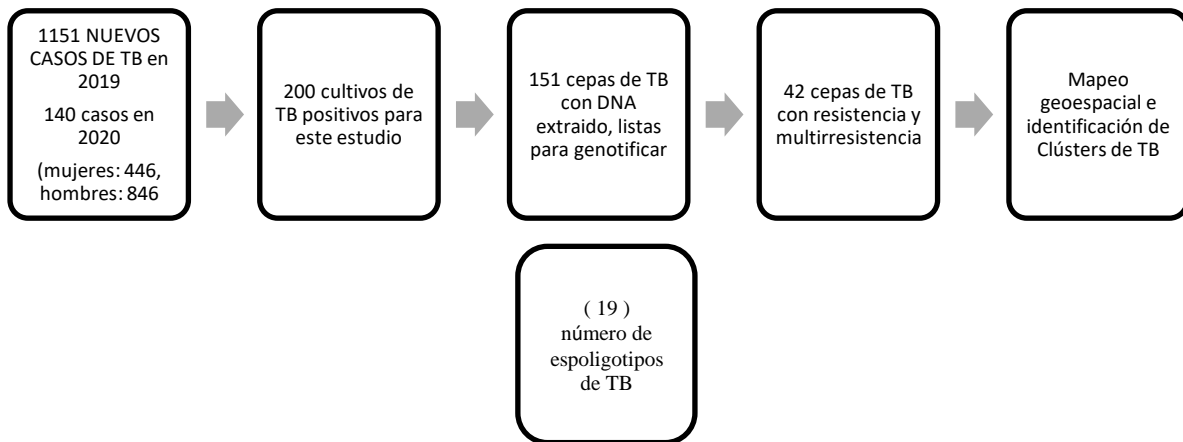 1151 NUEVOS
CASOS DE TB en
2019
140 casos en
2020
(mujeres: 446,
hombres: 846
200 cultivos de
TB positivos para
este estudio
151 cepas de TB
con DNA
extraido, listas
para genotificar
42 cepas de TB
con resistencia y
multirresistencia
Mapeo
geoespacial e
identificación de
Clústers de TB
( 19 )
número de
espoligotipos
de TB